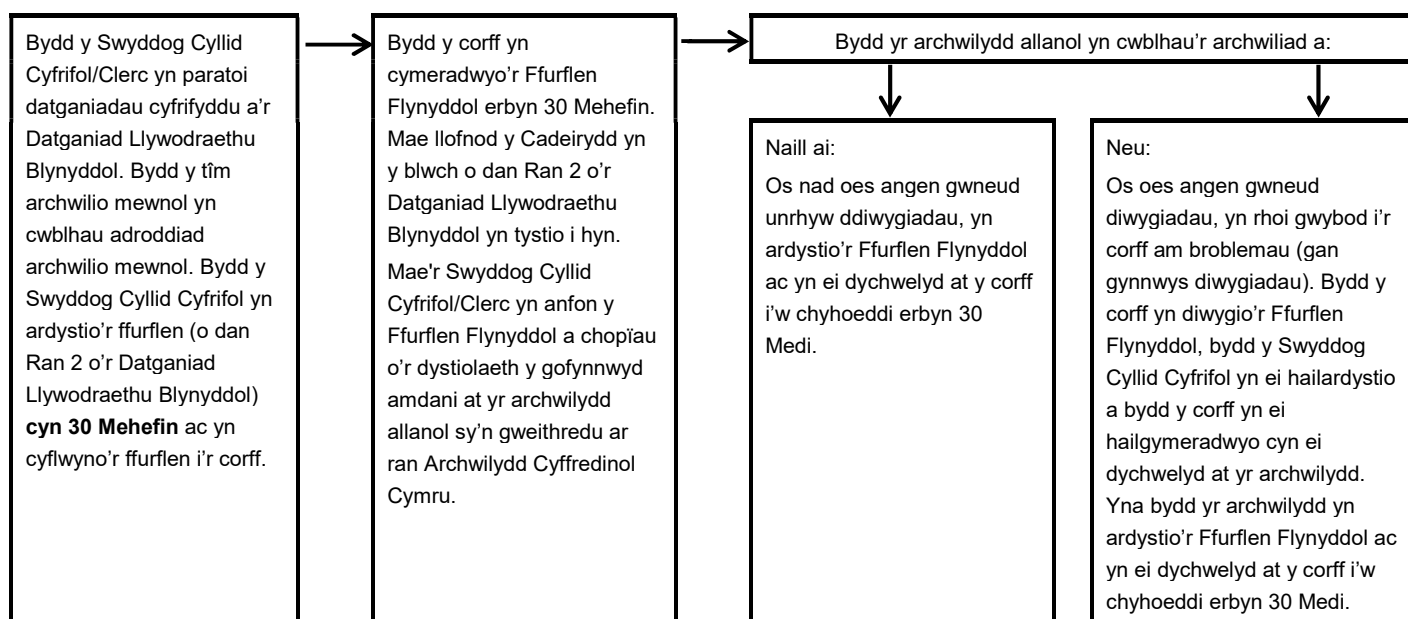 Bydd y Swyddog Cyllid
Cyfrifol/Clerc yn paratoi
datganiadau cyfrifyddu a'r
Datganiad Llywodraethu
Blynyddol. Bydd y tîm
archwilio mewnol yn
cwblhau adroddiad
archwilio mewnol. Bydd y
Swyddog Cyllid Cyfrifol yn
ardystio'r ffurflen (o dan
Ran 2 o'r Datganiad
Llywodraethu Blynyddol)
cyn 30 Mehefin ac yn
cyflwyno'r ffurflen i'r corff.
Bydd y corff yn
cymeradwyo'r Ffurflen
Flynyddol erbyn 30 Mehefin.
Mae llofnod y Cadeirydd yn
y blwch o dan Ran 2 o'r
Datganiad Llywodraethu
Blynyddol yn tystio i hyn.
Mae'r Swyddog Cyllid
Cyfrifol/Clerc yn anfon y
Ffurflen Flynyddol a chopïau
o'r dystiolaeth y gofynnwyd
amdani at yr archwilydd
allanol sy'n gweithredu ar
ran Archwilydd Cyffredinol
Cymru.
Bydd yr archwilydd allanol yn cwblhau'r archwiliad a:
Naill ai:
Os nad oes angen gwneud
unrhyw ddiwygiadau, yn
ardystio'r Ffurflen Flynyddol
ac yn ei dychwelyd at y corff
i'w chyhoeddi erbyn 30
Medi.
Neu:
Os oes angen gwneud
diwygiadau, yn rhoi gwybod i'r
corff am broblemau (gan
gynnwys diwygiadau). Bydd y
corff yn diwygio'r Ffurflen
Flynyddol, bydd y Swyddog
Cyllid Cyfrifol yn ei hailardystio
a bydd y corff yn ei
hailgymeradwyo cyn ei
dychwelyd at yr archwilydd.
Yna bydd yr archwilydd yn
ardystio'r Ffurflen Flynyddol ac
yn ei dychwelyd at y corff i'w
chyhoeddi erbyn 30 Medi.